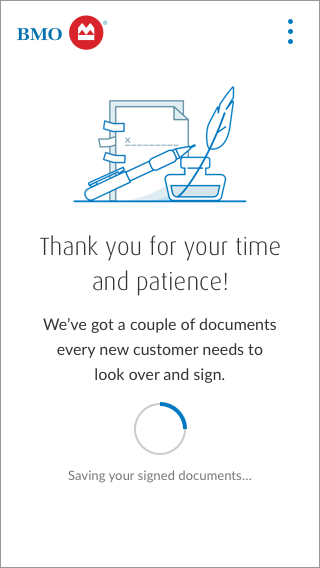 BMO
Thank you for your time
and patience!
We've got a couple of documents
every new customer needs to
look over and sign.
Saving your signed documents...